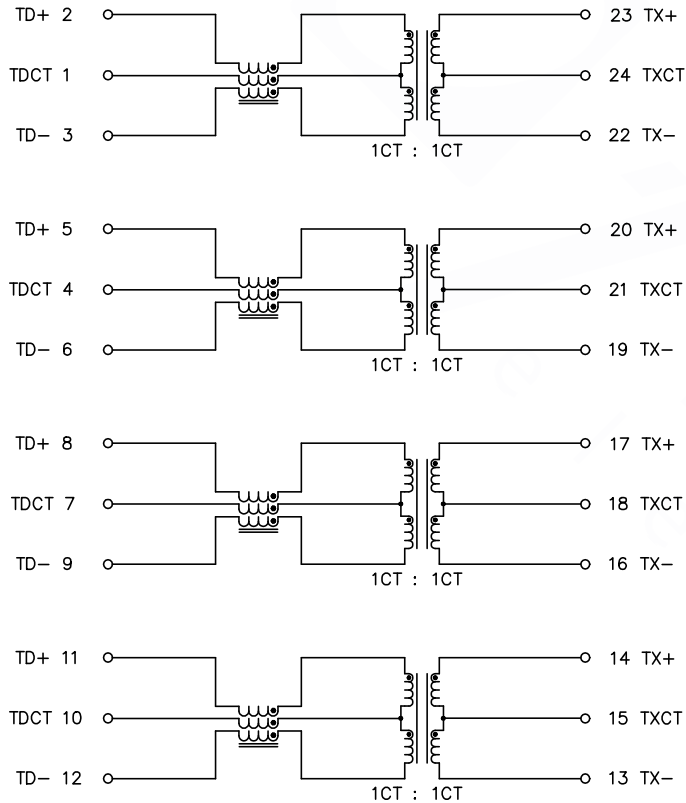 TD+ 2 23 TX+
TDCT 1 24 TXCT
TD- 3 22 TX-
1CT : 1CT
TD+ 5 20 TX+
TDCT 4 21 TXCT
TD- 6 19 TX-
1CT : 1CT
TD+ 8 17 TX+
TDCT 7 18 TXCT
TD- 9 16 TX-
1CT : 1CT
TD+ 11 14 TX+
TDCT 10 15 TXCT
TD- 12 13 TX-
1CT : 1CT